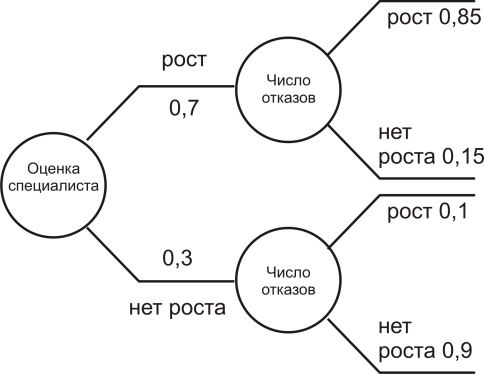 Оценка
специалиста
рост
0,7
0,3
нет роста
Число
отказов
рост 0,85
нет
роста 0,15
Число
отказов
рост 0,1
нет
роста 0,9